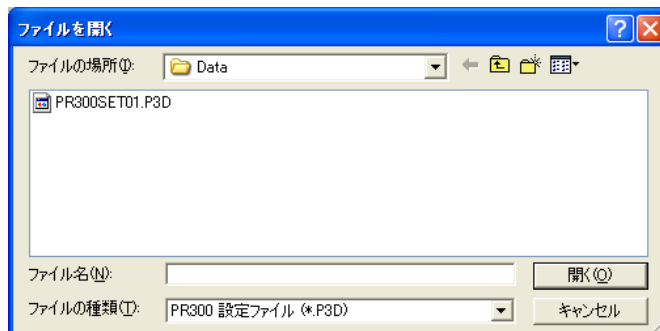 ファイルを開く
ファイルの場所(I): Data
PR300SET01.P3D
ファイル名(N): 開く(O)
ファイルの種類(T): PR300 設定ファイル (*.P3D) キャンセル